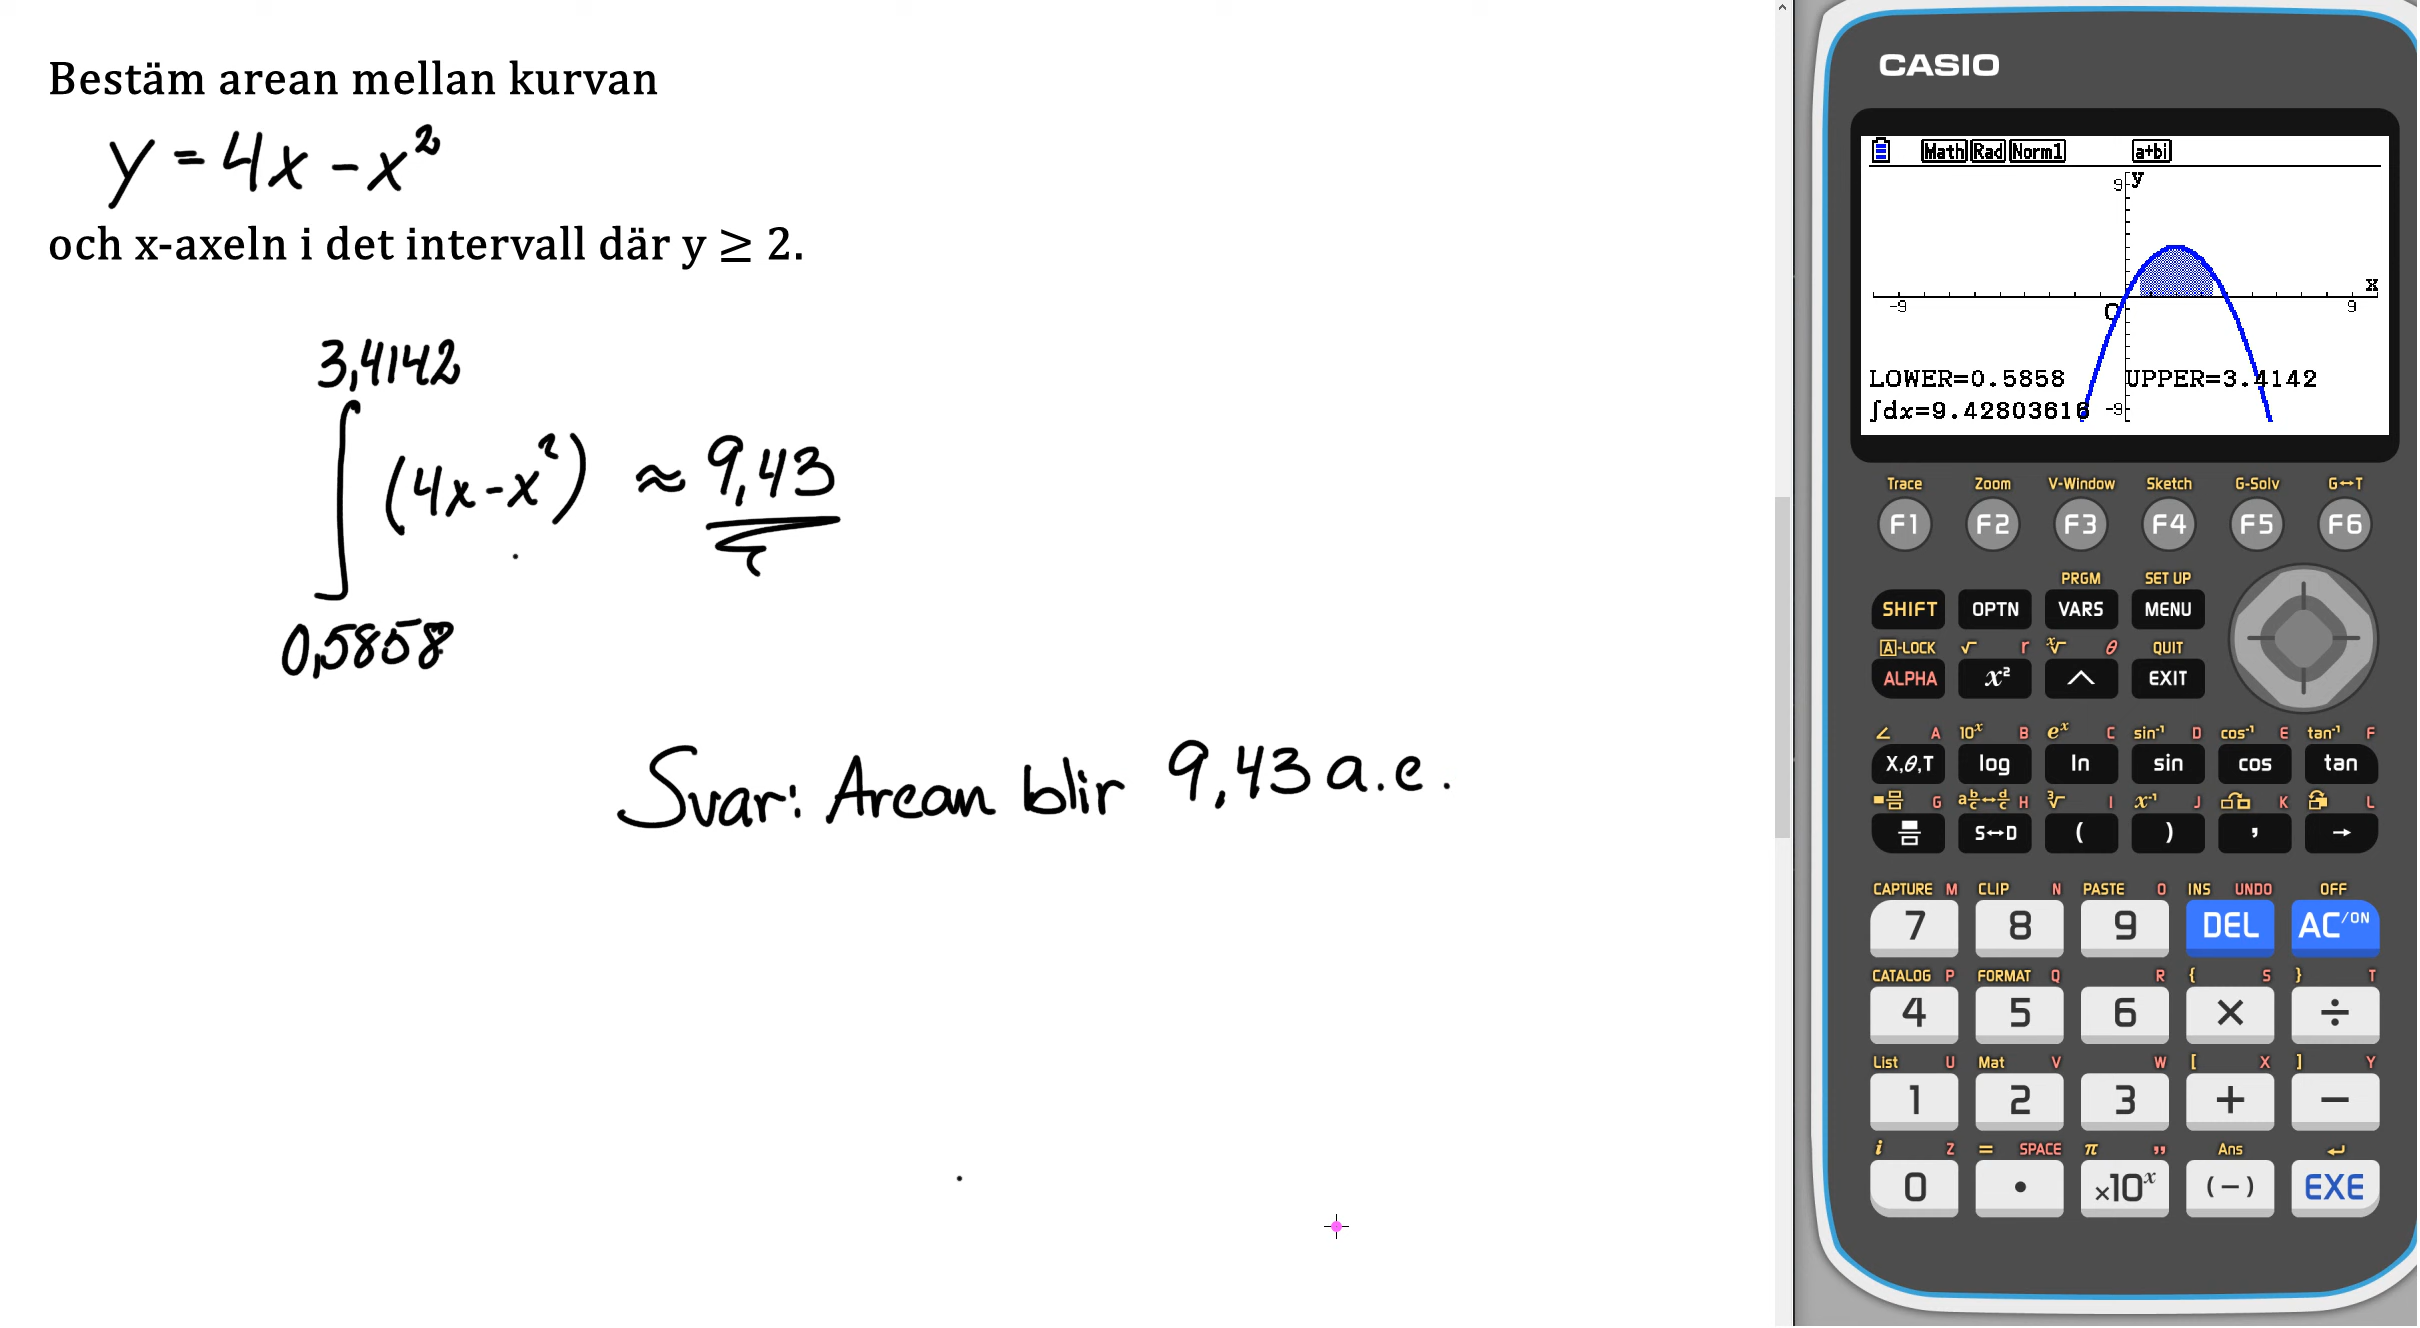 Bestäm arean mellan kurvan
y = 4x - x²
och x-axeln i det intervall där y ≥ 2.
3,4142
∫ (4x-x²) ≈ 9,43
0,5858
Svar: Arean blir 9,43 a.e.
CASIO
Math Rad Norm1 a+bi
9 y
-9 O 9 x
LOWER=0.5858 UPPER=3.4142
∫dx=9.42803616 -9
Trace Zoom V-Window Sketch G-Solv G↔T
F1 F2 F3 F4 F5 F6
PRGM SET UP
SHIFT OPTN VARS MENU
A-LOCK √ r ˣ√ θ QUIT
ALPHA x² ^ EXIT
∠ A 10ˣ B eˣ C sin⁻¹ D cos⁻¹ E tan⁻¹ F
X,θ,T log ln sin cos tan
G a b/c↔d/c H ³√ I x⁻¹ J K L
S↔D ( ) , →
CAPTURE M CLIP N PASTE O INS UNDO OFF
7 8 9 DEL AC/ON
CATALOG P FORMAT Q R { S } T
4 5 6 × ÷
List U Mat V W [ X ] Y
1 2 3 + −
i Z = SPACE π " Ans ↵
0 • ×10ˣ (−) EXE